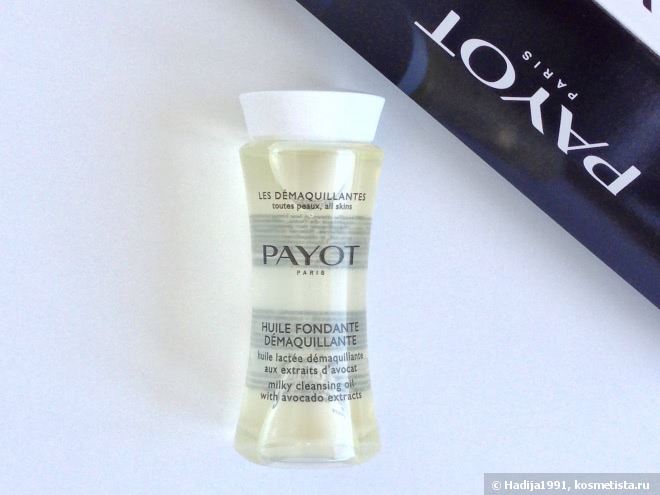 LES DÉMAQUILLANTES
toutes peaux, all skins
PAYOT
PARIS
HUILE FONDANTE
DÉMAQUILLANTE
huile lactée démaquillante
aux extraits d'avocat
milky cleansing oil
with avocado extracts
PAYOT
PARIS
© Hadija1991, kosmetista.ru